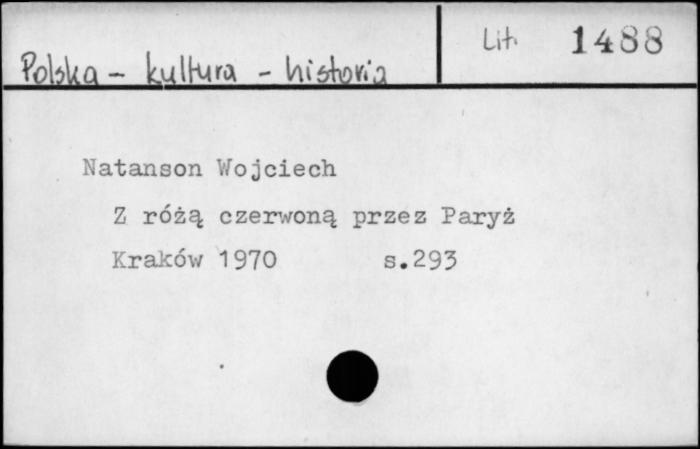 Polska - kultura - historia
Lit. 1488
Natanson Wojciech
Z różą czerwoną przez Paryż
Kraków 1970 s.293